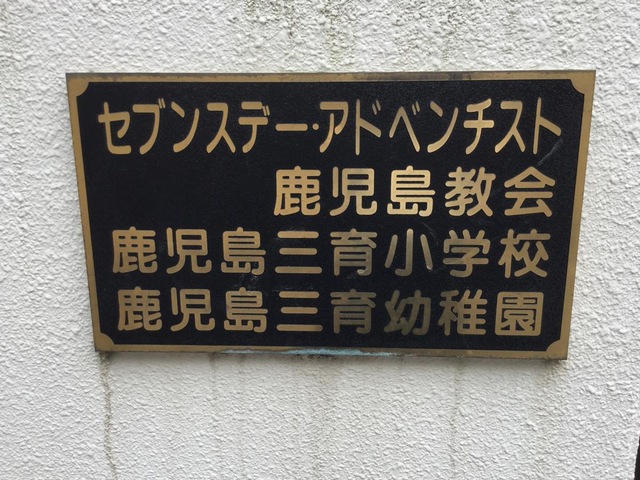 セブンスデー・アドベンチスト
鹿児島教会
鹿児島三育小学校
鹿児島三育幼稚園